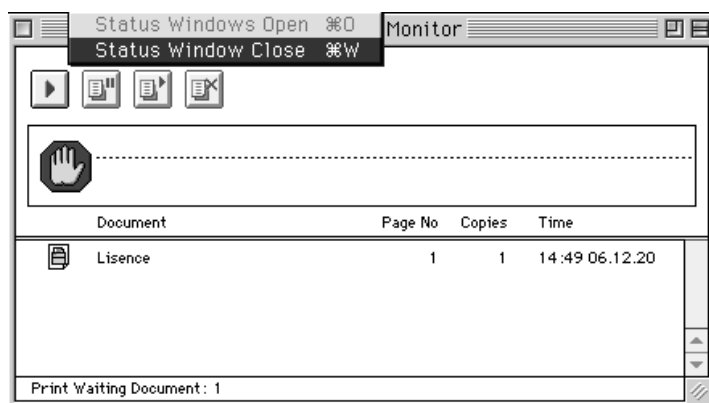 Status Windows Open ⌘O
Monitor
Status Window Close ⌘W
Document Page No Copies Time
Lisence 1 1 14:49 06.12.20
Print Waiting Document: 1